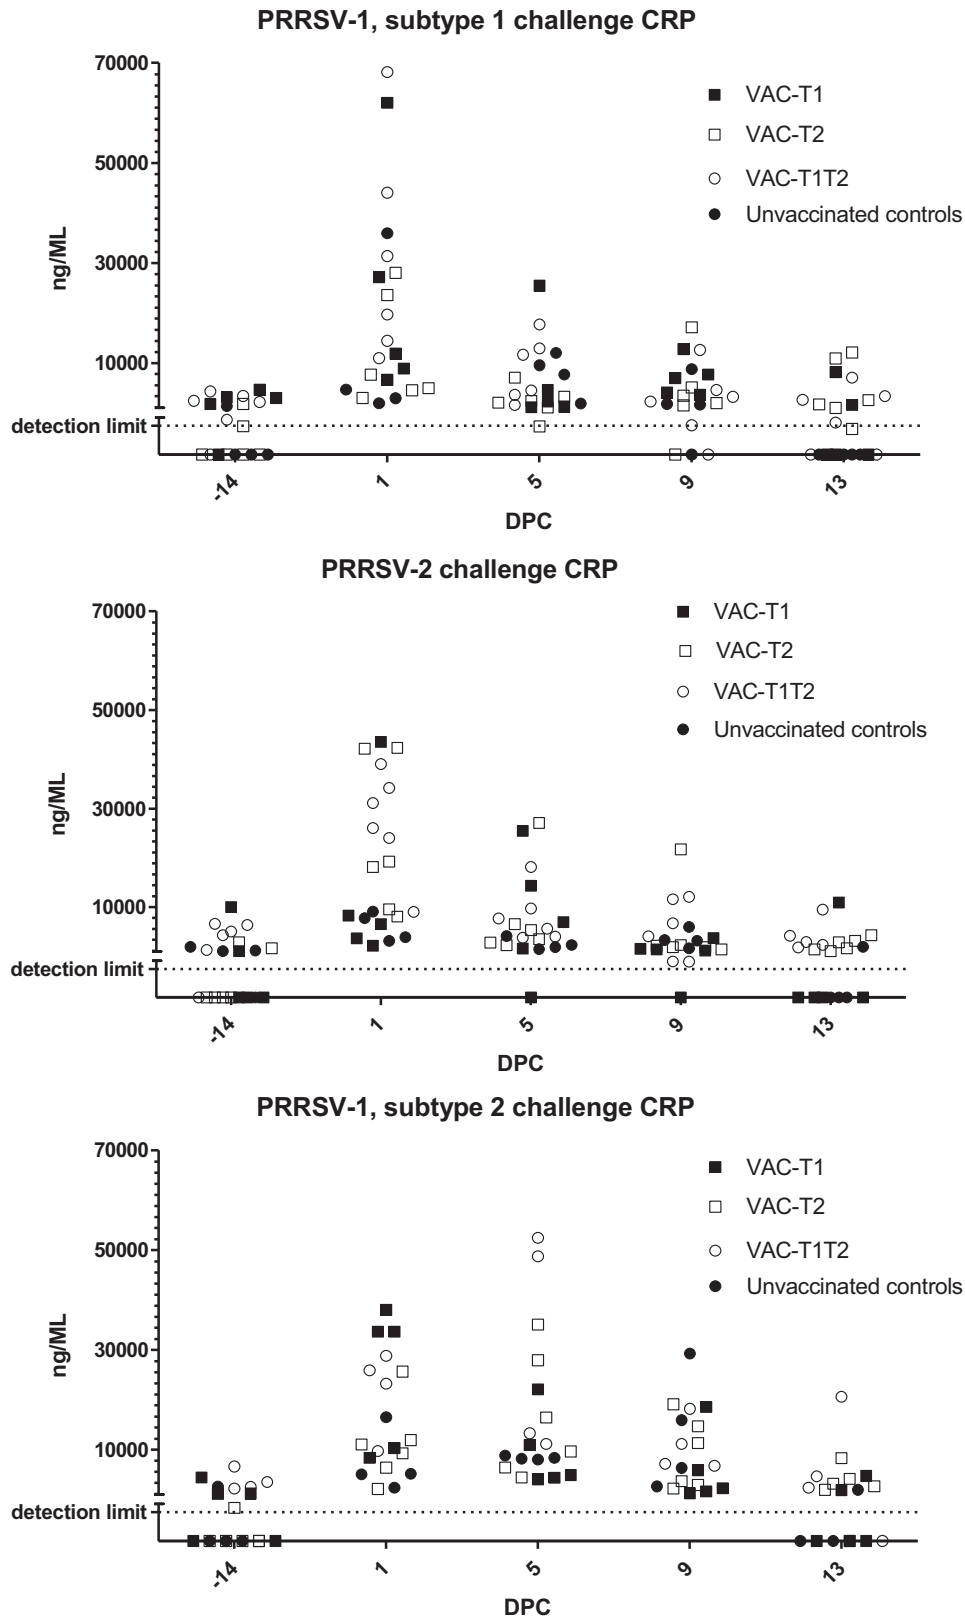 PRRSV-1, subtype 1 challenge CRP
70000
50000
30000
10000
ng/ML
detection limit
VAC-T1
VAC-T2
VAC-T1T2
Unvaccinated controls
-14
1
5
9
13
DPC
PRRSV-2 challenge CRP
70000
50000
30000
10000
ng/ML
detection limit
VAC-T1
VAC-T2
VAC-T1T2
Unvaccinated controls
-14
1
5
9
13
DPC
PRRSV-1, subtype 2 challenge CRP
70000
50000
30000
10000
ng/ML
detection limit
VAC-T1
VAC-T2
VAC-T1T2
Unvaccinated controls
-14
1
5
9
13
DPC